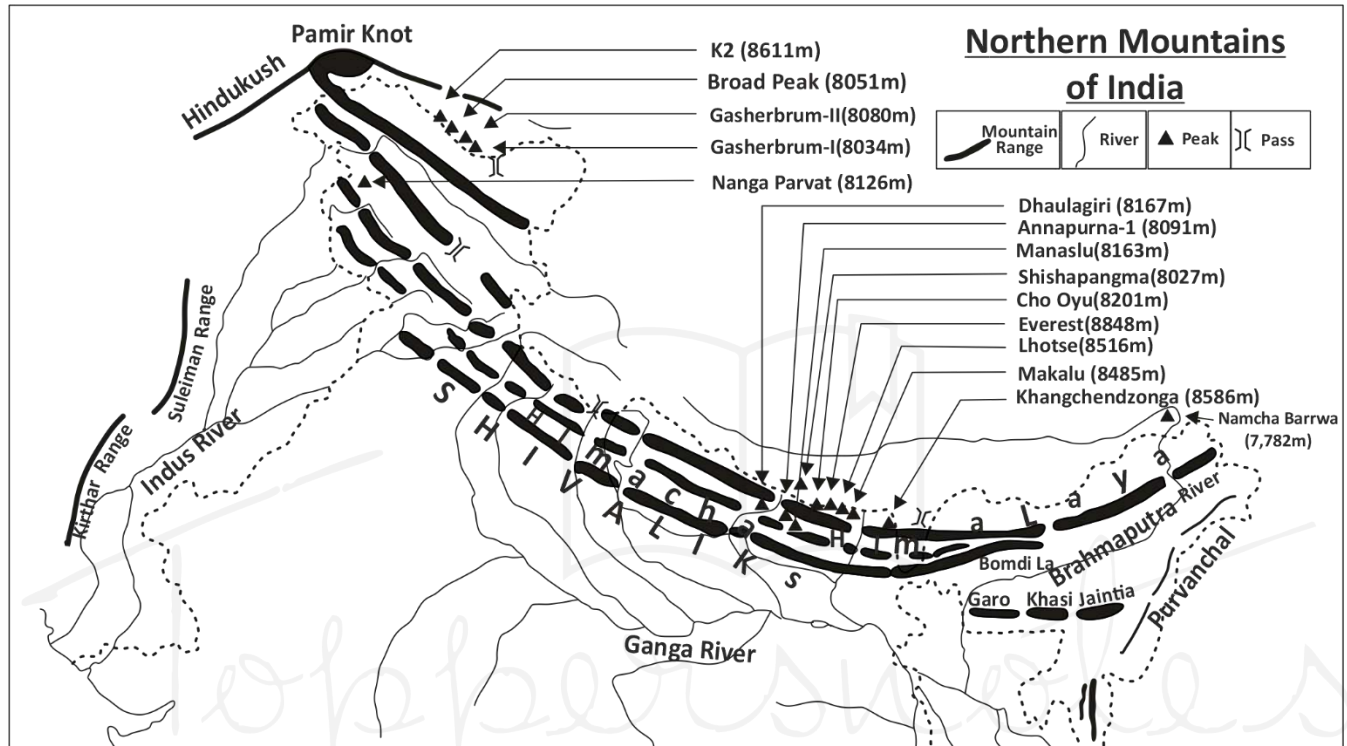 Northern Mountains
of India
Mountain
Range
River
Peak
Pass
Pamir Knot
Hindukush
K2 (8611m)
Broad Peak (8051m)
Gasherbrum-II(8080m)
Gasherbrum-I(8034m)
Nanga Parvat (8126m)
Dhaulagiri (8167m)
Annapurna-1 (8091m)
Manaslu(8163m)
Shishapangma(8027m)
Cho Oyu(8201m)
Everest(8848m)
Lhotse(8516m)
Makalu (8485m)
Khangchendzonga (8586m)
Namcha Barrwa
(7,782m)
Suleiman Range
Kirthar Range
Indus River
SHIVALIKs
Himachal
HimaLaya
Bomdi La
Brahmaputra River
Purvanchal
Garo Khasi Jaintia
Ganga River
Toppersnotes